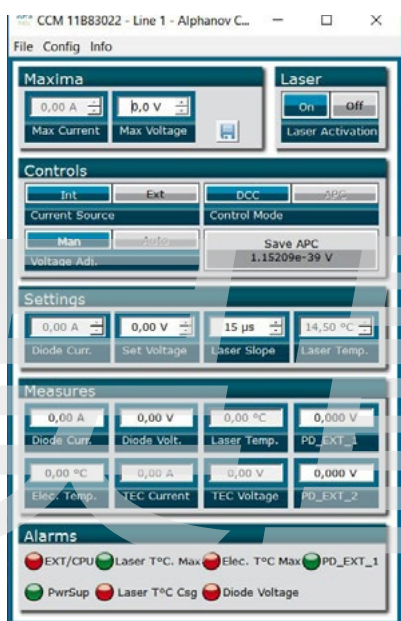 CCM 11B83022 - Line 1 - Alphanov C...
File Config Info
Maxima
Laser
0,00 A
0,0 V
On
Off
Max Current
Max Voltage
Laser Activation
Controls
Int
Ext
DCC
APC
Current Source
Control Mode
Man
Auto
Save APC
1.15209e-39 V
Voltage Adj.
Settings
0,00 A
0,00 V
15 µs
14,50 °C
Diode Curr.
Set Voltage
Laser Slope
Laser Temp.
Measures
0,00 A
0,00 V
0,00 °C
0,000 V
Diode Curr.
Diode Volt.
Laser Temp.
PD_EXT_1
0,00 °C
0,00 A
0,00 V
0,000 V
Elec. Temp.
TEC Current
TEC Voltage
PD_EXT_2
Alarms
EXT/CPU
Laser T°C. Max
Elec. T°C Max
PD_EXT_1
PwrSup
Laser T°C Csg
Diode Voltage